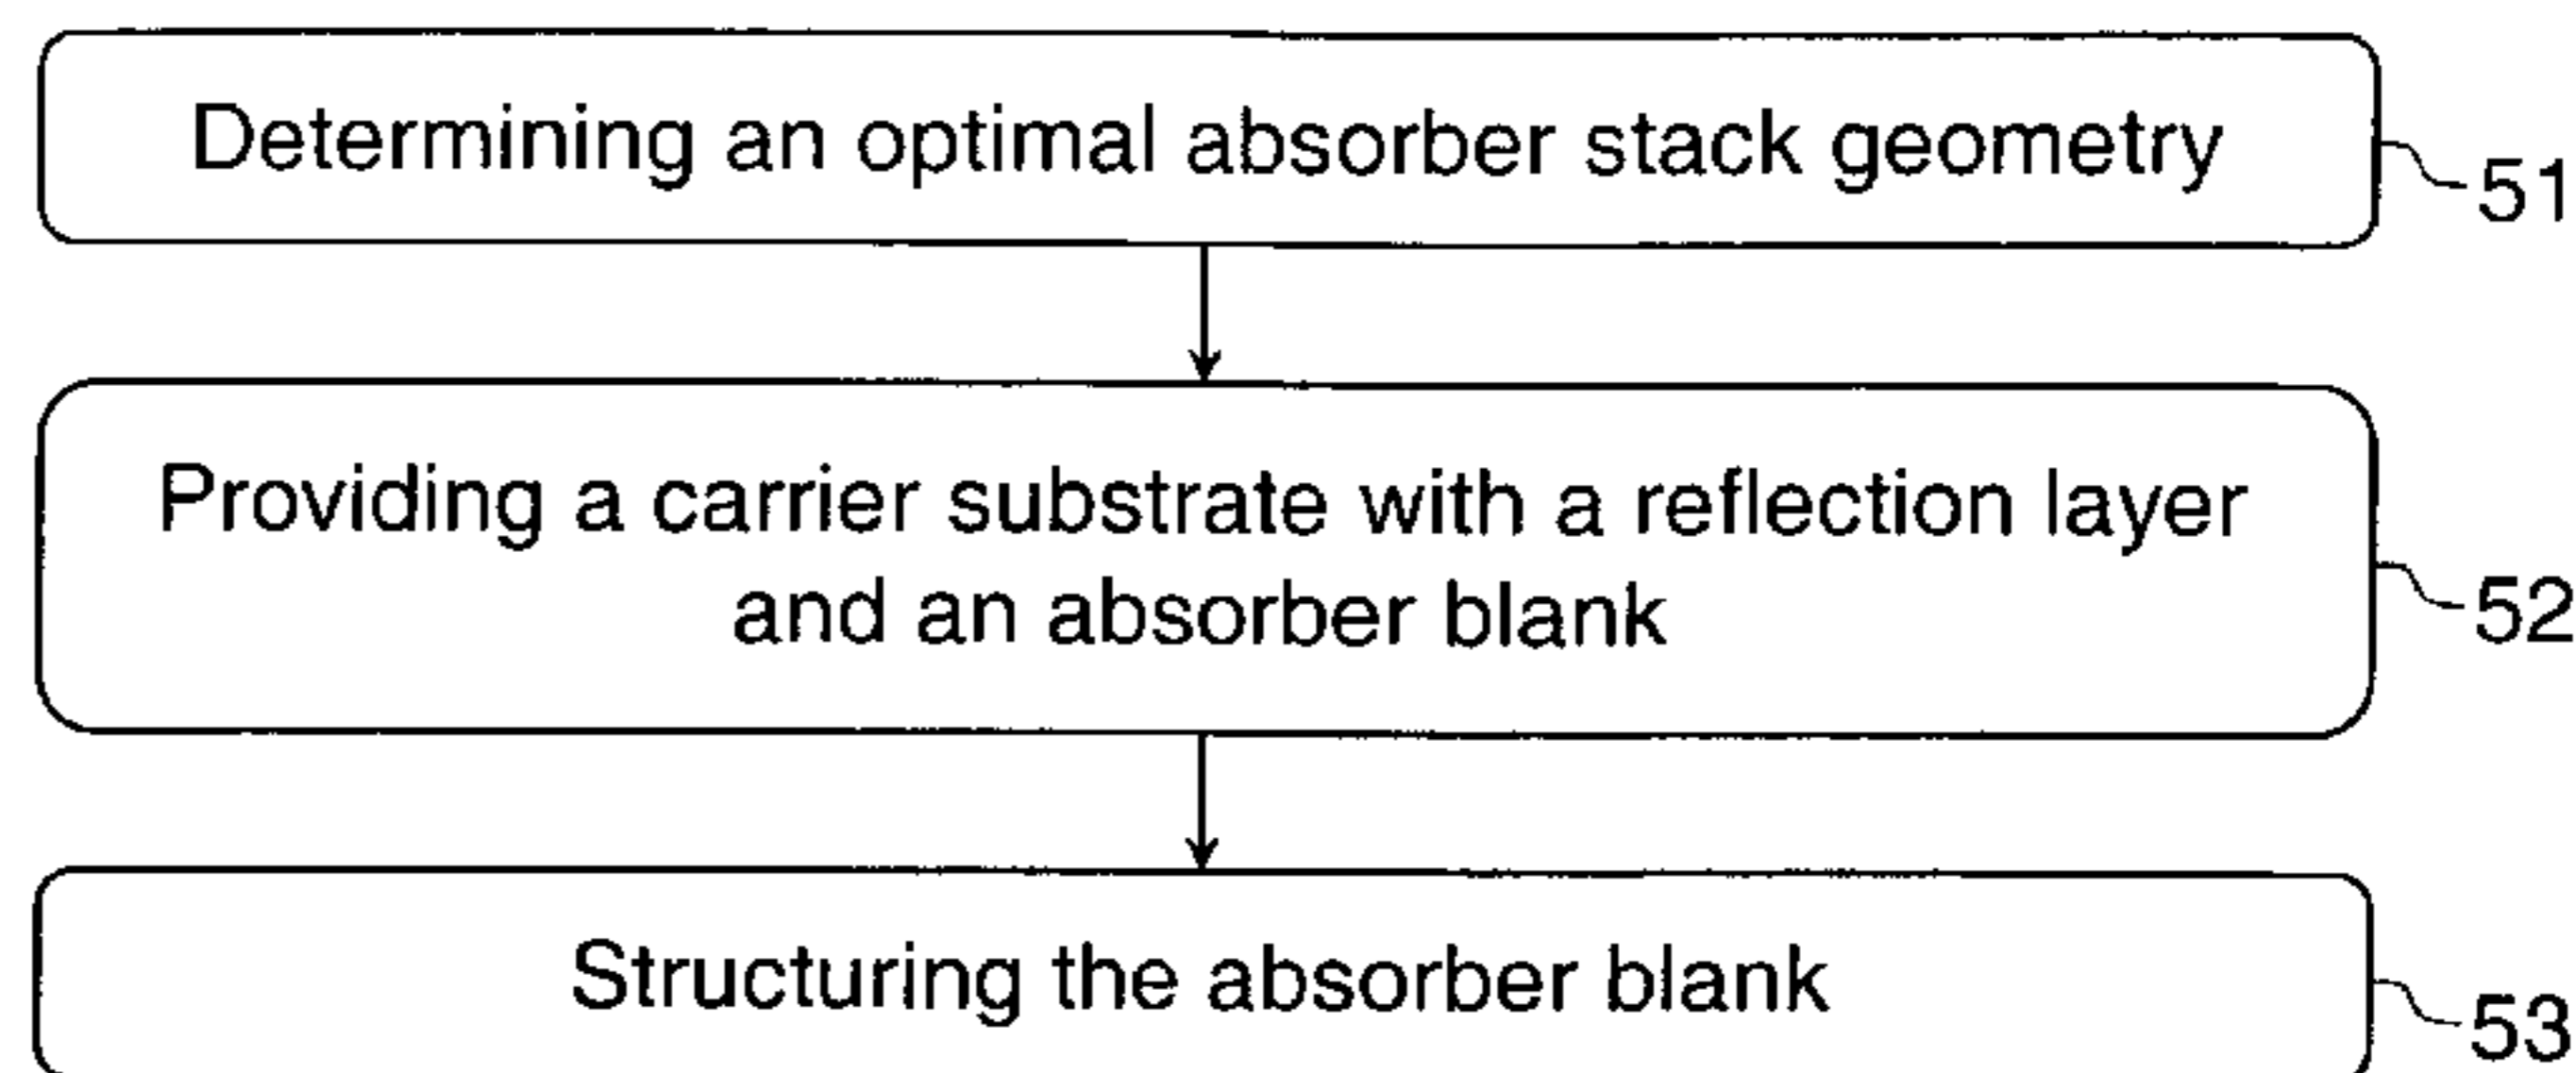 Determining an optimal absorber stack geometry
51
Providing a carrier substrate with a reflection layer
and an absorber blank
52
Structuring the absorber blank
53